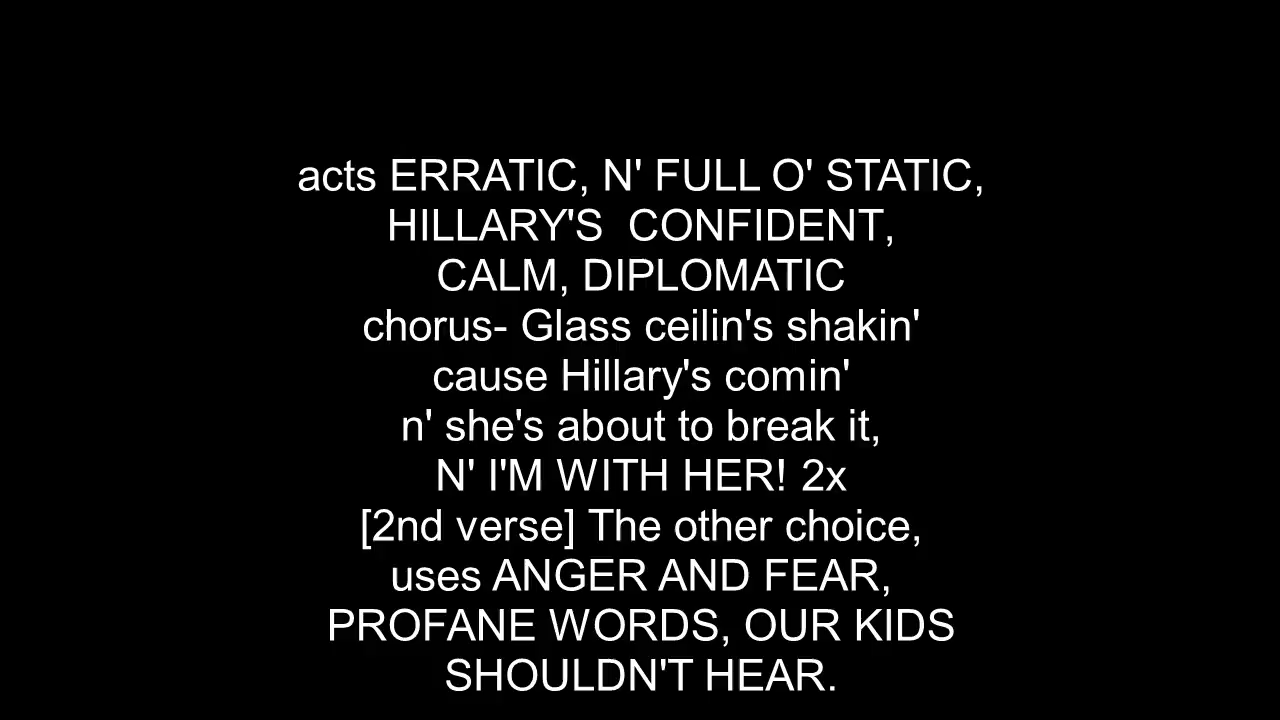 acts ERRATIC, N' FULL O' STATIC,
HILLARY'S  CONFIDENT,
CALM, DIPLOMATIC
chorus- Glass ceilin's shakin'
cause Hillary's comin'
n' she's about to break it,
N' I'M WITH HER! 2x
[2nd verse] The other choice,
uses ANGER AND FEAR,
PROFANE WORDS, OUR KIDS
SHOULDN'T HEAR.